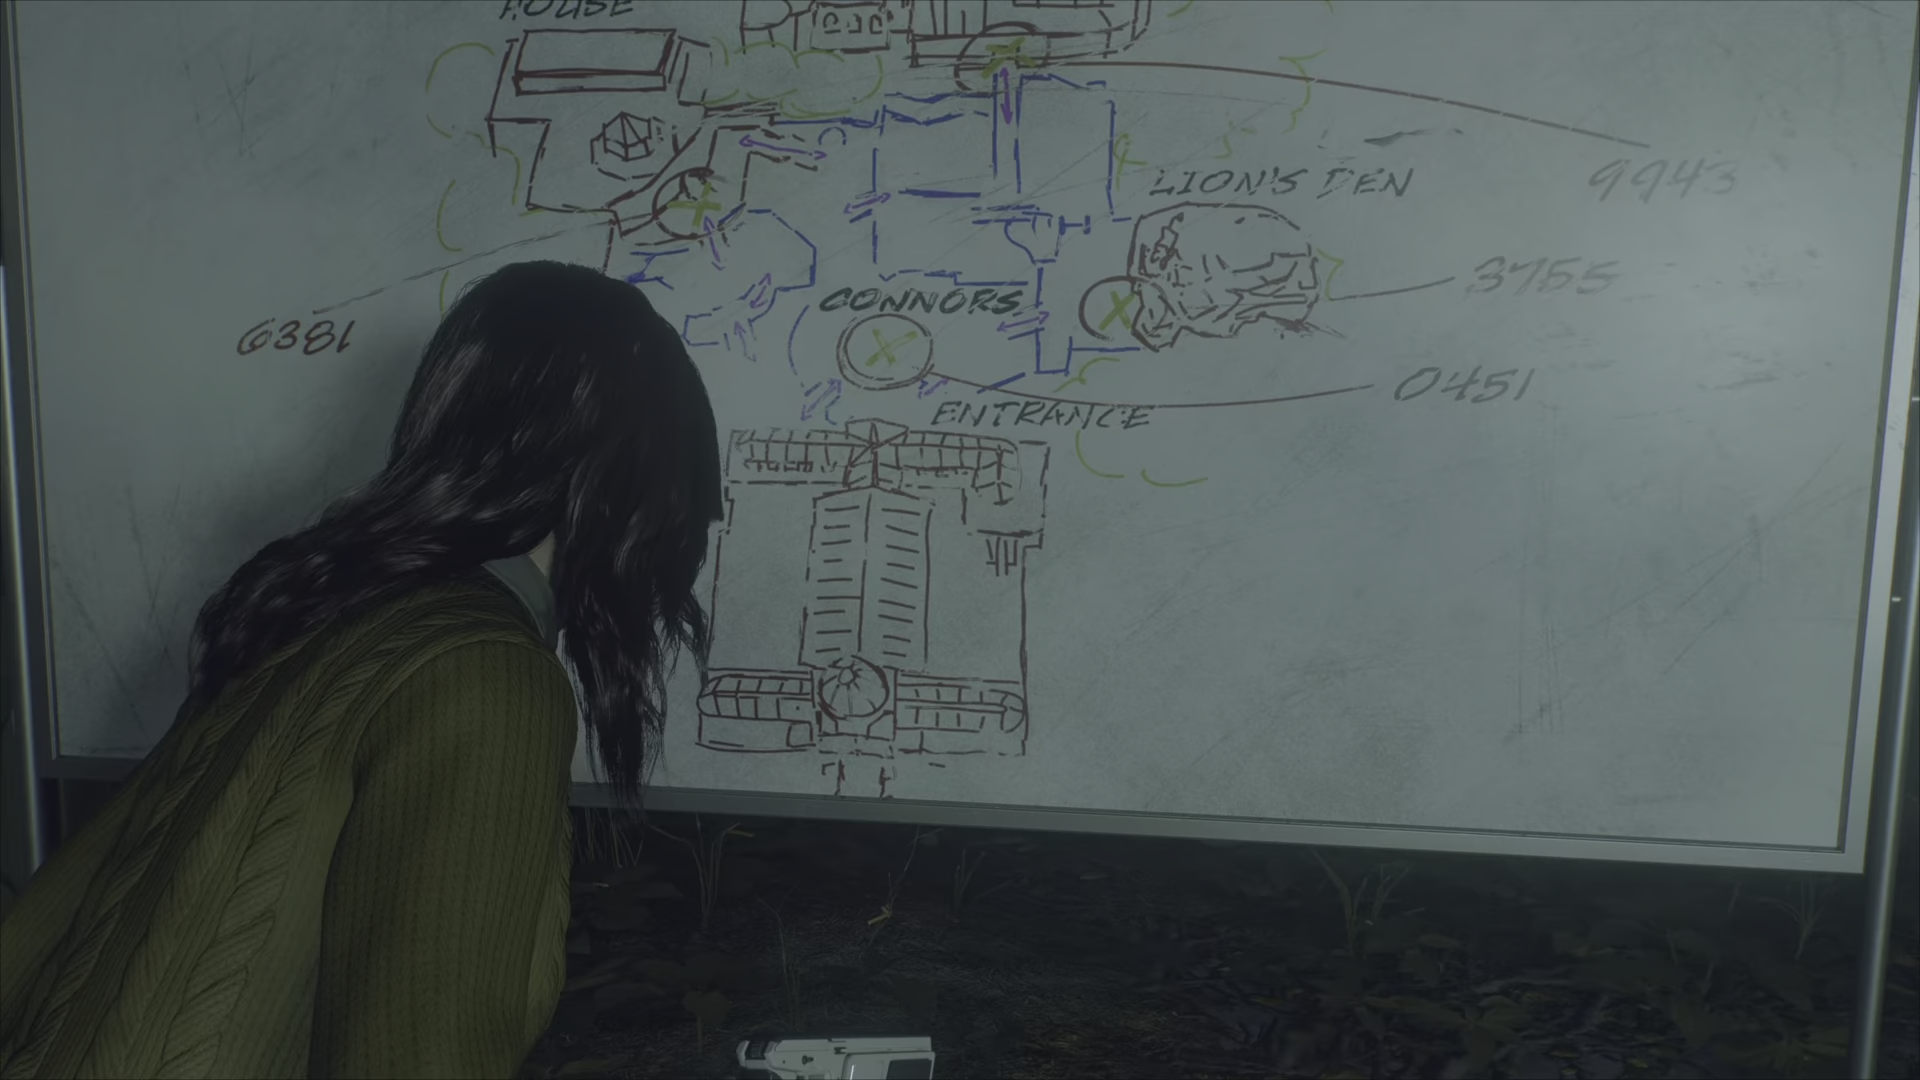 HOUSE
9943
LION'S DEN
3755
CONNORS
6381
0451
ENTRANCE